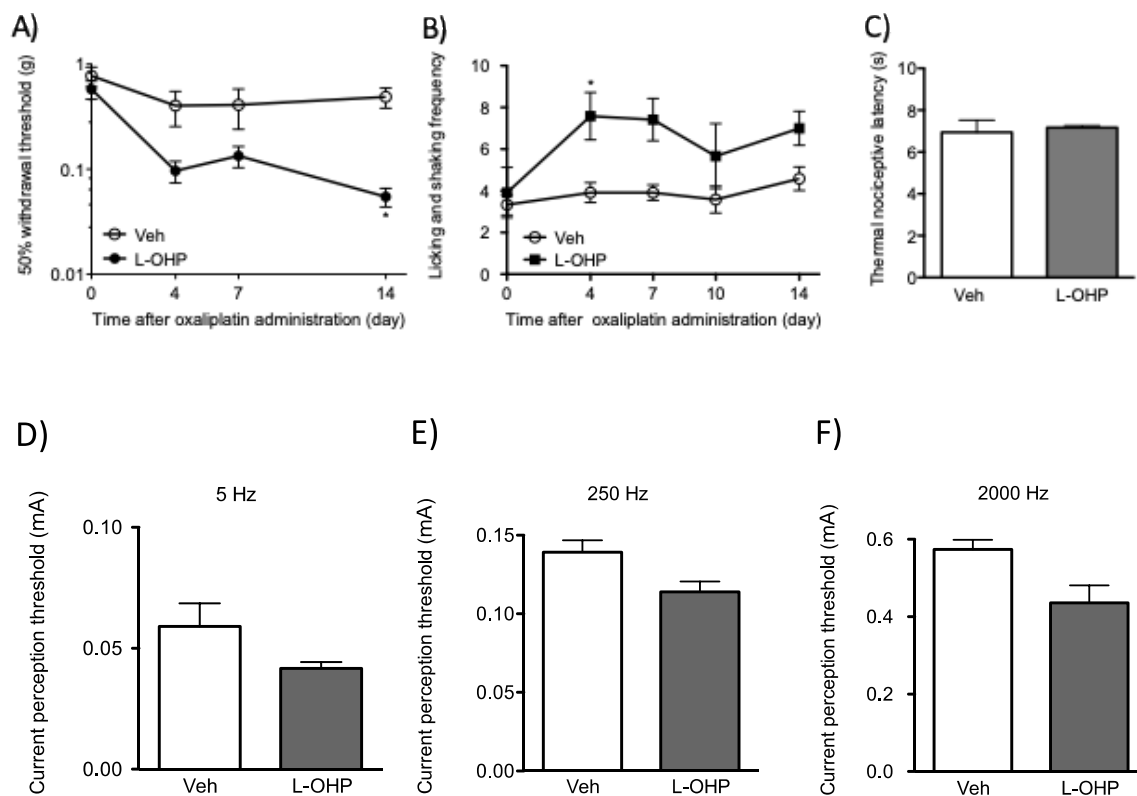 A)
50% withdrawal threshold (g)
1
0.1
0.01
Veh
L-OHP
*
0
4
7
14
Time after oxaliplatin administration (day)
B)
Licking and shaking frequency
10
8
6
4
2
0
*
Veh
L-OHP
0
4
7
10
14
Time after oxaliplatin administration (day)
C)
Thermal nociceptive latency (s)
10
8
6
4
2
0
Veh
L-OHP
D)
5 Hz
Current perception threshold (mA)
0.10
0.05
0.00
Veh
L-OHP
E)
250 Hz
Current perception threshold (mA)
0.15
0.10
0.05
0.00
Veh
L-OHP
F)
2000 Hz
Current perception threshold (mA)
0.6
0.4
0.2
0.0
Veh
L-OHP